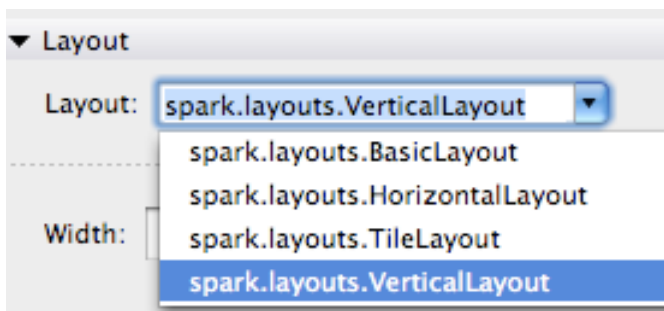 Layout
Layout: spark.layouts.VerticalLayout
spark.layouts.BasicLayout
spark.layouts.HorizontalLayout
Width: spark.layouts.TileLayout
spark.layouts.VerticalLayout